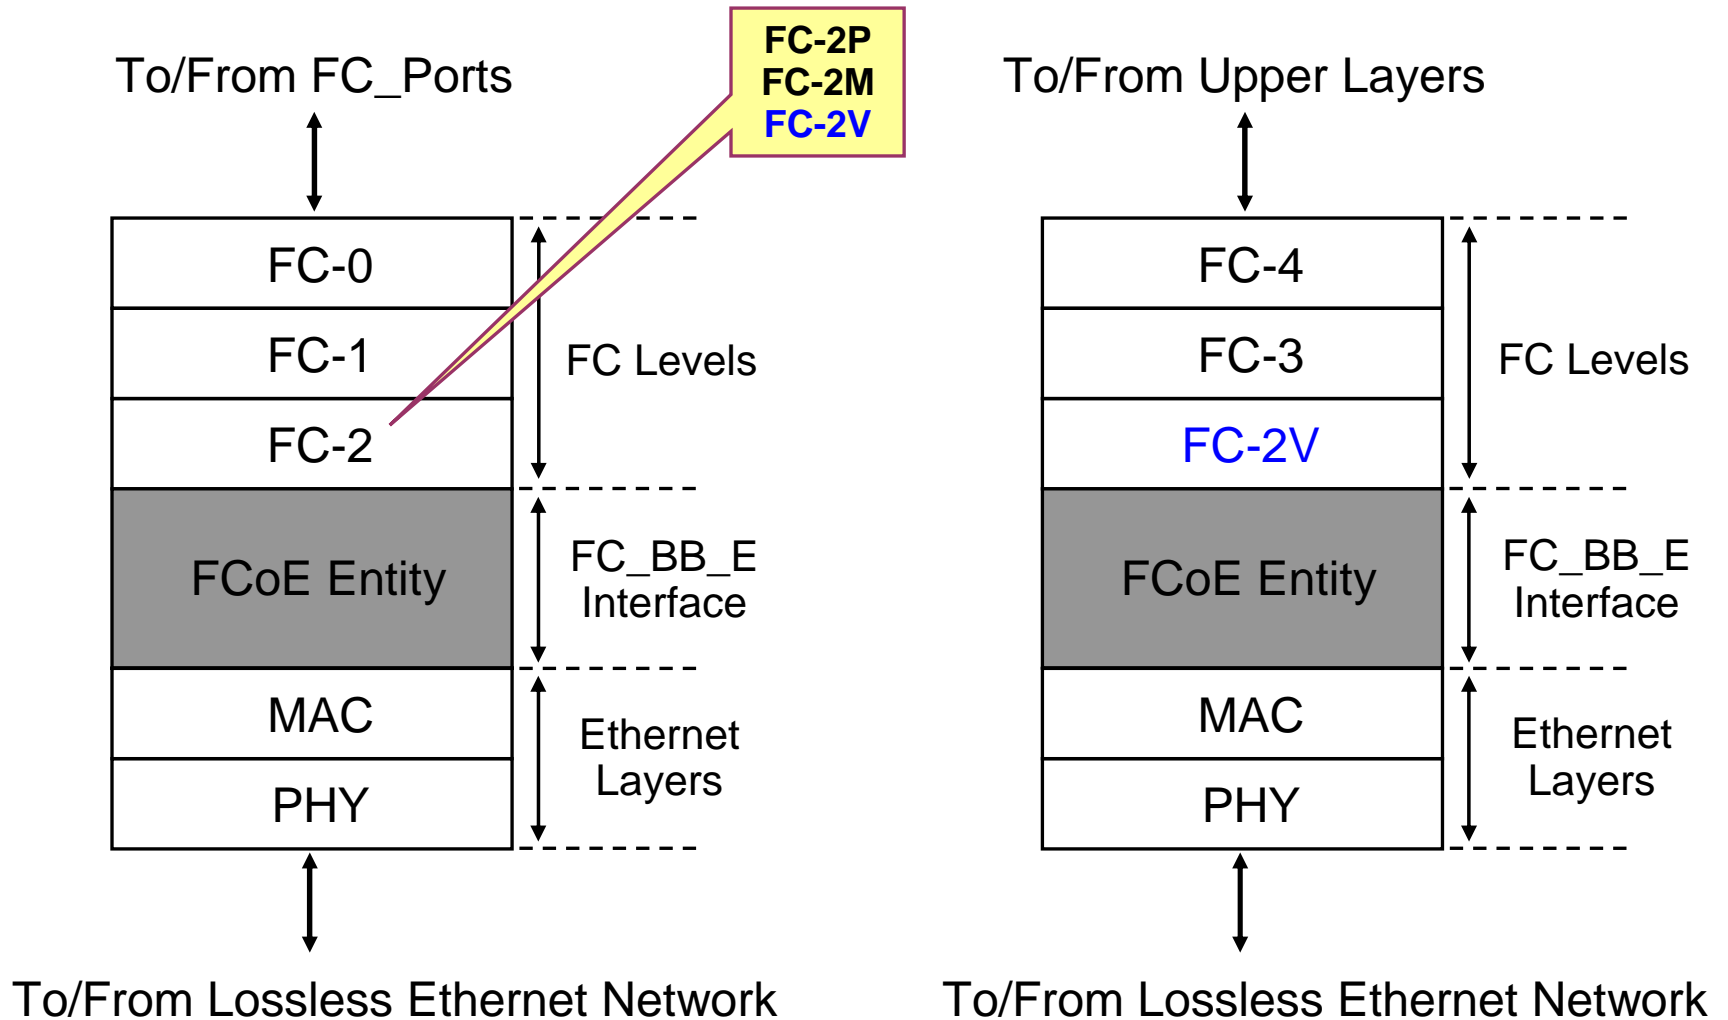 FC-2P
FC-2M
FC-2V
To/From FC_Ports
FC-0
FC-1
FC-2
FC Levels
FCoE Entity
FC_BB_E
Interface
MAC
PHY
Ethernet
Layers
To/From Lossless Ethernet Network
To/From Upper Layers
FC-4
FC-3
FC-2V
FC Levels
FCoE Entity
FC_BB_E
Interface
MAC
PHY
Ethernet
Layers
To/From Lossless Ethernet Network